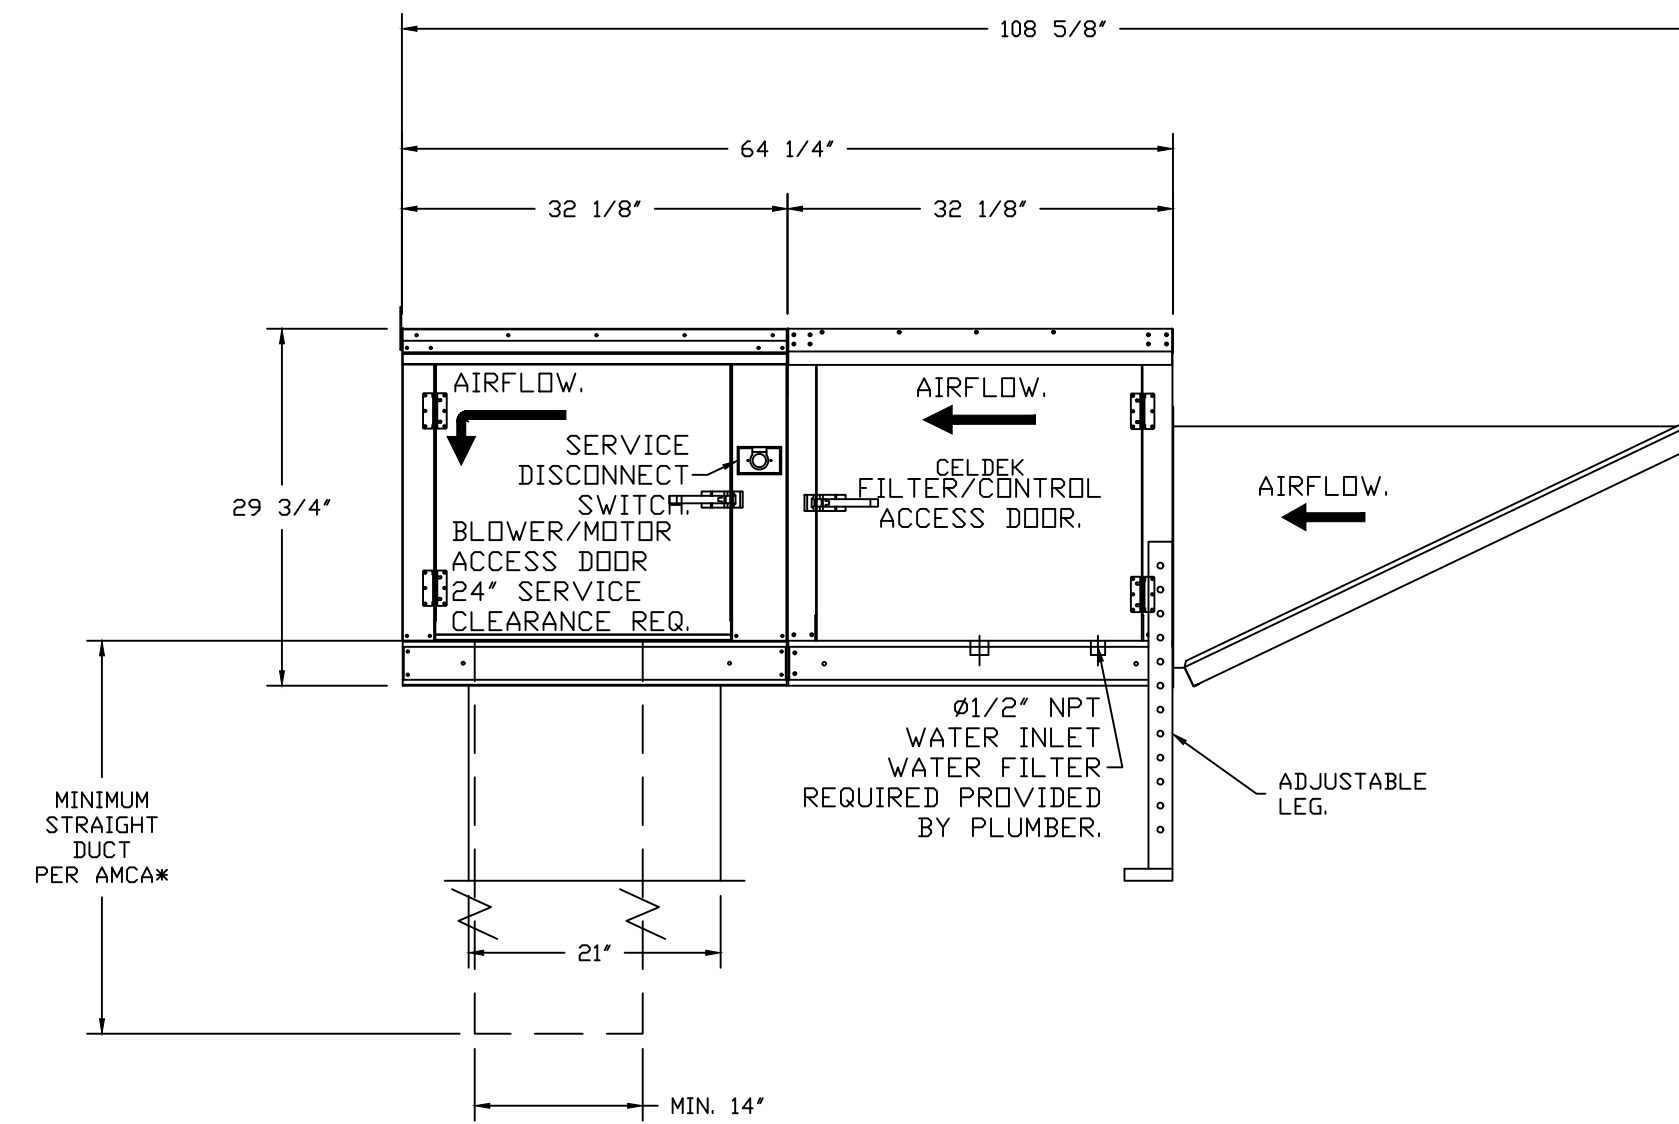 108 5/8"
64 1/4"
32 1/8"
32 1/8"
AIRFLOW.
SERVICE
DISCONNECT
SWITCH.
BLOWER/MOTOR
ACCESS DOOR
24" SERVICE
CLEARANCE REQ.
AIRFLOW.
CELDEK
FILTER/CONTROL
ACCESS DOOR.
AIRFLOW.
29 3/4"
Ø1/2" NPT
WATER INLET
WATER FILTER
REQUIRED PROVIDED
BY PLUMBER.
ADJUSTABLE
LEG.
MINIMUM
STRAIGHT
DUCT
PER AMCA*
21"
MIN. 14"